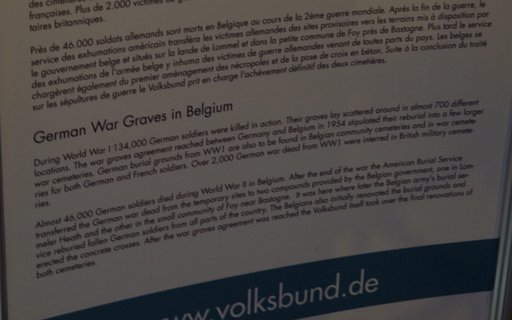 des cimetières
françaises. Plus de 2.000 victimes
taires britanniques.
Près de 46.000 soldats allemands sont morts en Belgique au cours de la 2ème guerre mondiale. Après la fin de la guerre, le
service des exhumations américain transféra les victimes allemandes des sites provisoires vers les terrains mis à disposition par
le gouvernement belge et situés sur la lande de Lommel et dans la petite commune de Foy près de Bastogne. Plus tard le service
des exhumations de l'armée belge y inhuma des victimes de guerre allemandes venant de toutes parts du pays. Les belges se
chargèrent également du premier aménagement des nécropoles et de la pose de croix en béton. Suite à la conclusion du traité
sur les sépultures de guerre le Volksbund prit en charge l'achèvement définitif des deux cimetières.
German War Graves in Belgium
During World War I 134,000 German soldiers were killed in action. Their graves lay scattered around in almost 700 different
locations. The war graves agreement reached between Germany and Belgium in 1954 stipulated their reburial into a few larger
war cemeteries. German burial grounds from WW1 are also to be found in Belgian community cemeteries and in war cemete-
ries for both German and French soldiers. Over 2,000 German war dead from WW1 were interred in British military cemete-
ries.
Almost 46,000 German soldiers died during World War II in Belgium. After the end of the war the American Burial Service
transferred the German war dead from the temporary sites to two compounds provided by the Belgian government, one in Lom-
meler Heath and the other in the small community of Foy near Bastogne. It was here where later the Belgian army's burial ser-
vice reburied fallen German soldiers from all parts of the country. The Belgians also initially renovated the burial grounds and
erected the concrete crosses. After the war graves agreement was reached the Volksbund itself took over the final renovations of
both cemeteries.
www.volksbund.de